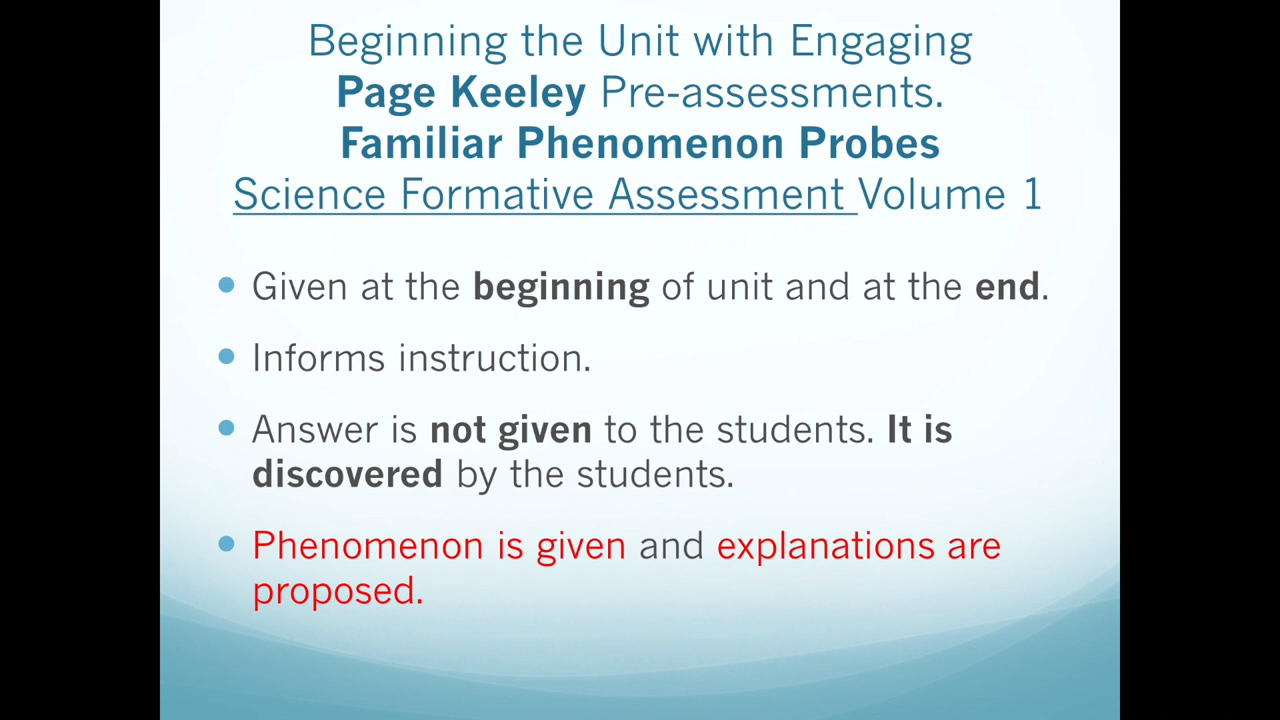 Beginning the Unit with Engaging
Page Keeley Pre-assessments.
Familiar Phenomenon Probes
Science Formative Assessment Volume 1
• Given at the beginning of unit and at the end.
• Informs instruction.
• Answer is not given to the students. It is
discovered by the students.
• Phenomenon is given and explanations are
proposed.